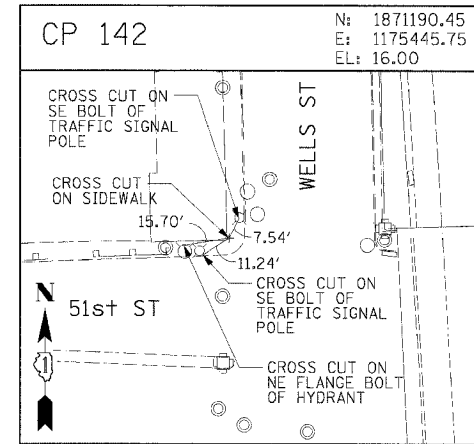 CP 142
N: 1871190.45
E: 1175445.75
EL: 16.00
CROSS CUT ON
SE BOLT OF
TRAFFIC SIGNAL
POLE
WELLS ST
CROSS CUT
ON SIDEWALK
15.70'
7.54'
11.24'
CROSS CUT ON
SE BOLT OF
TRAFFIC SIGNAL
POLE
N
51st ST
1
CROSS CUT ON
NE FLANGE BOLT
OF HYDRANT